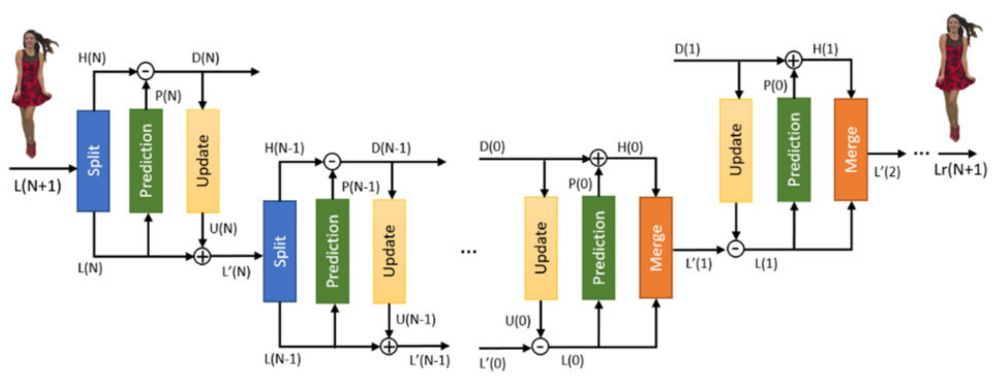 H(N)
D(N)
P(N)
Split
Prediction
Update
L(N+1)
U(N)
L(N)
L′(N)
H(N-1)
D(N-1)
P(N-1)
Split
Prediction
Update
U(N-1)
L(N-1)
L′(N-1)
...
D(0)
H(0)
P(0)
Update
Prediction
Merge
U(0)
L′(0)
L(0)
D(1)
H(1)
P(0)
Update
Prediction
Merge
L′(1)
L(1)
L′(2)
...
Lr(N+1)